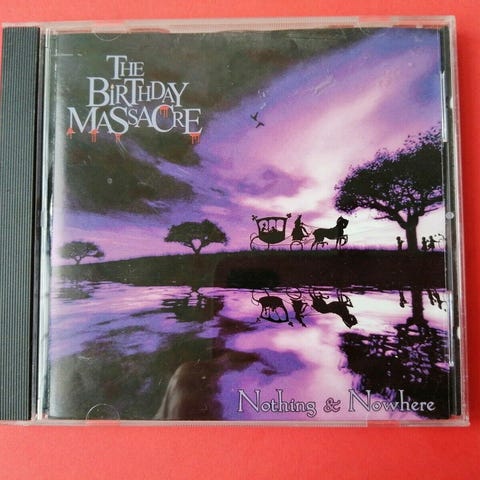 THE
BIRTHDAY
MASSACRE
Nothing & Nowhere